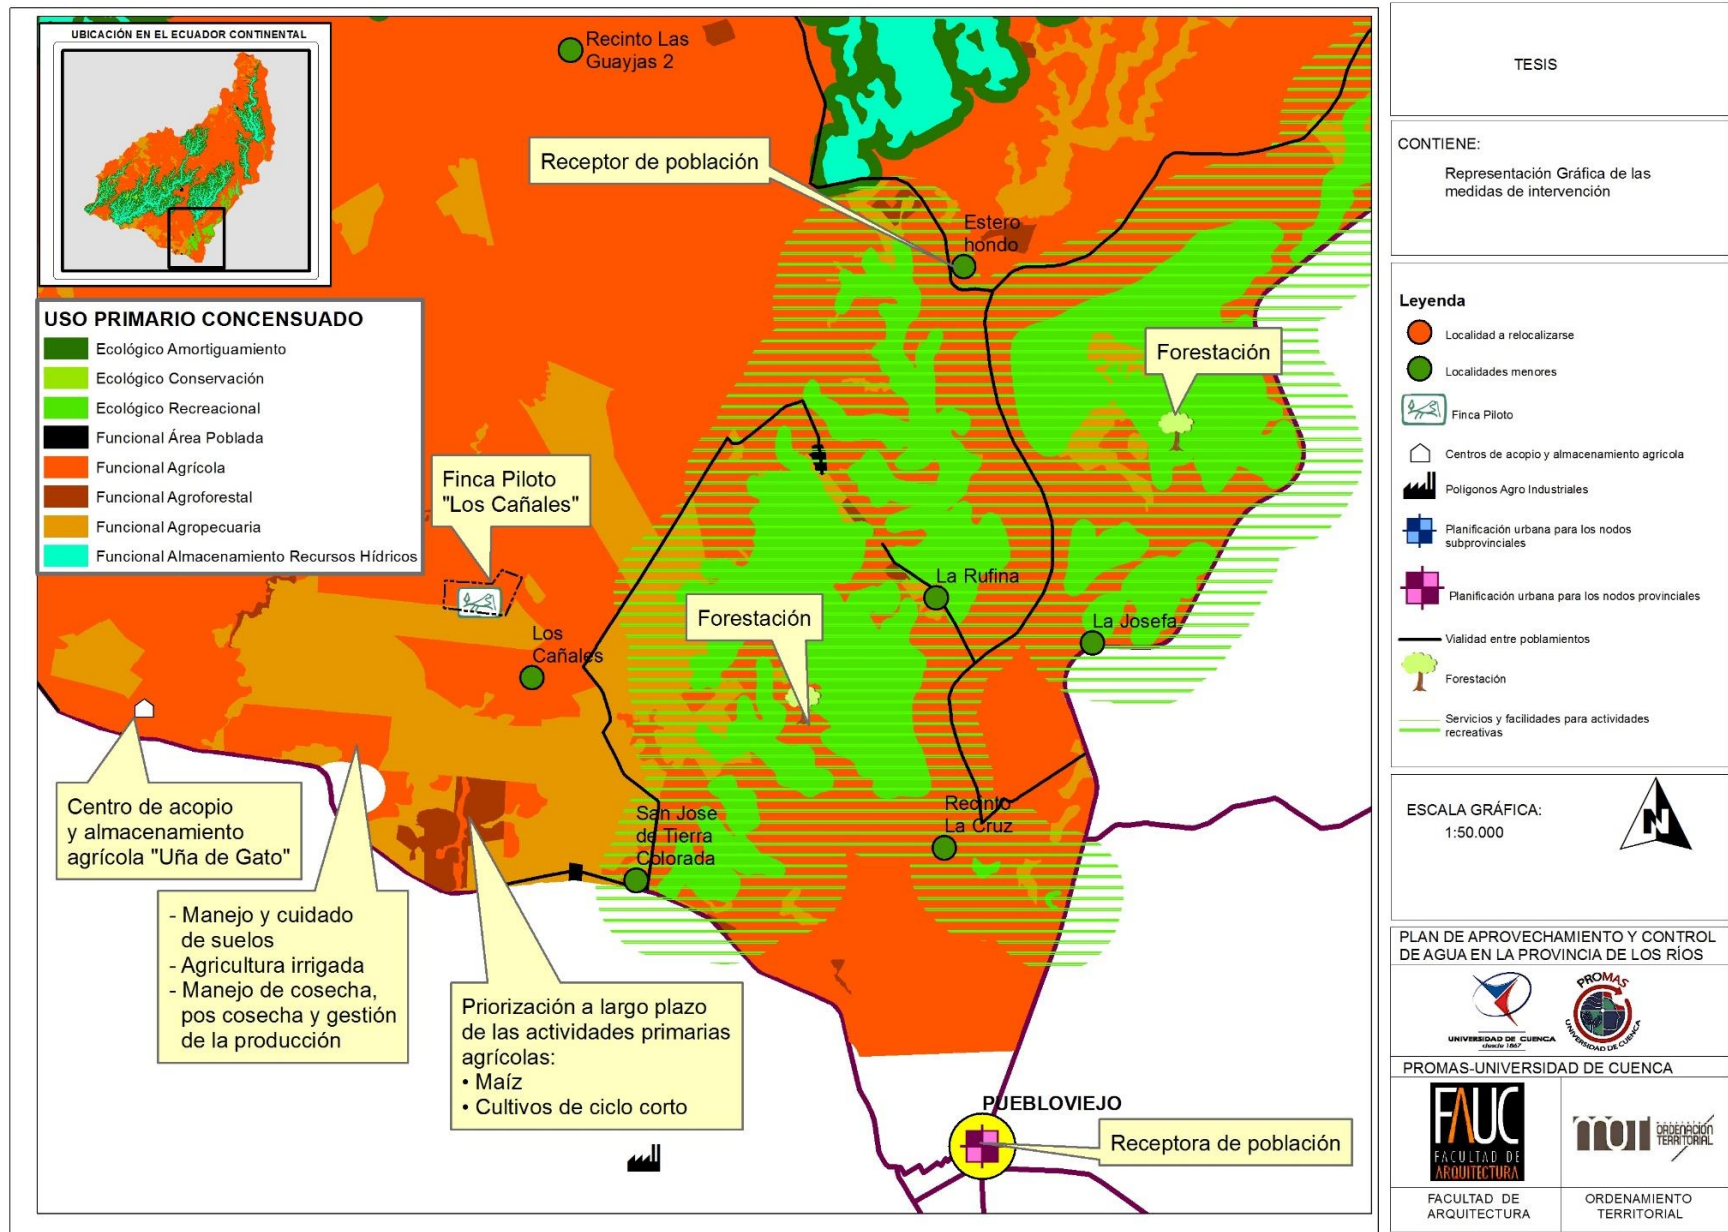 UBICACIÓN EN EL ECUADOR CONTINENTAL
USO PRIMARIO CONCENSUADO
Ecológico Amortiguamiento
Ecológico Conservación
Ecológico Recreacional
Funcional Área Poblada
Funcional Agrícola
Funcional Agroforestal
Funcional Agropecuaria
Funcional Almacenamiento Recursos Hídricos
Recinto Las
Guayjas 2
Receptor de población
Estero
hondo
Forestación
Finca Piloto
"Los Cañales"
La Rufina
Forestación
La Josefa
Los
Cañales
Centro de acopio
y almacenamiento
agrícola "Uña de Gato"
San Jose
de Tierra
Colorada
Recinto
La Cruz
- Manejo y cuidado
de suelos
- Agricultura irrigada
- Manejo de cosecha,
pos cosecha y gestión
de la producción
Priorización a largo plazo
de las actividades primarias
agrícolas:
• Maíz
• Cultivos de ciclo corto
PUEBLOVIEJO
Receptora de población
TESIS
CONTIENE:
Representación Gráfica de las
medidas de intervención
Leyenda
Localidad a relocalizarse
Localidades menores
Finca Piloto
Centros de acopio y almacenamiento agrícola
Poligonos Agro Industriales
Planificación urbana para los nodos
subprovinciales
Planificación urbana para los nodos provinciales
Vialidad entre poblamientos
Forestación
Servicios y facilidades para actividades
recreativas
ESCALA GRÁFICA:
1:50.000
N
PLAN DE APROVECHAMIENTO Y CONTROL
DE AGUA EN LA PROVINCIA DE LOS RÍOS
UNIVERSIDAD DE CUENCA
desde 1867
PROMAS
UNIVERSIDAD DE CUENCA
PROMAS-UNIVERSIDAD DE CUENCA
FAUC
FACULTAD DE
ARQUITECTURA
mot
ORDENACIÓN
TERRITORIAL
FACULTAD DE
ARQUITECTURA
ORDENAMIENTO
TERRITORIAL